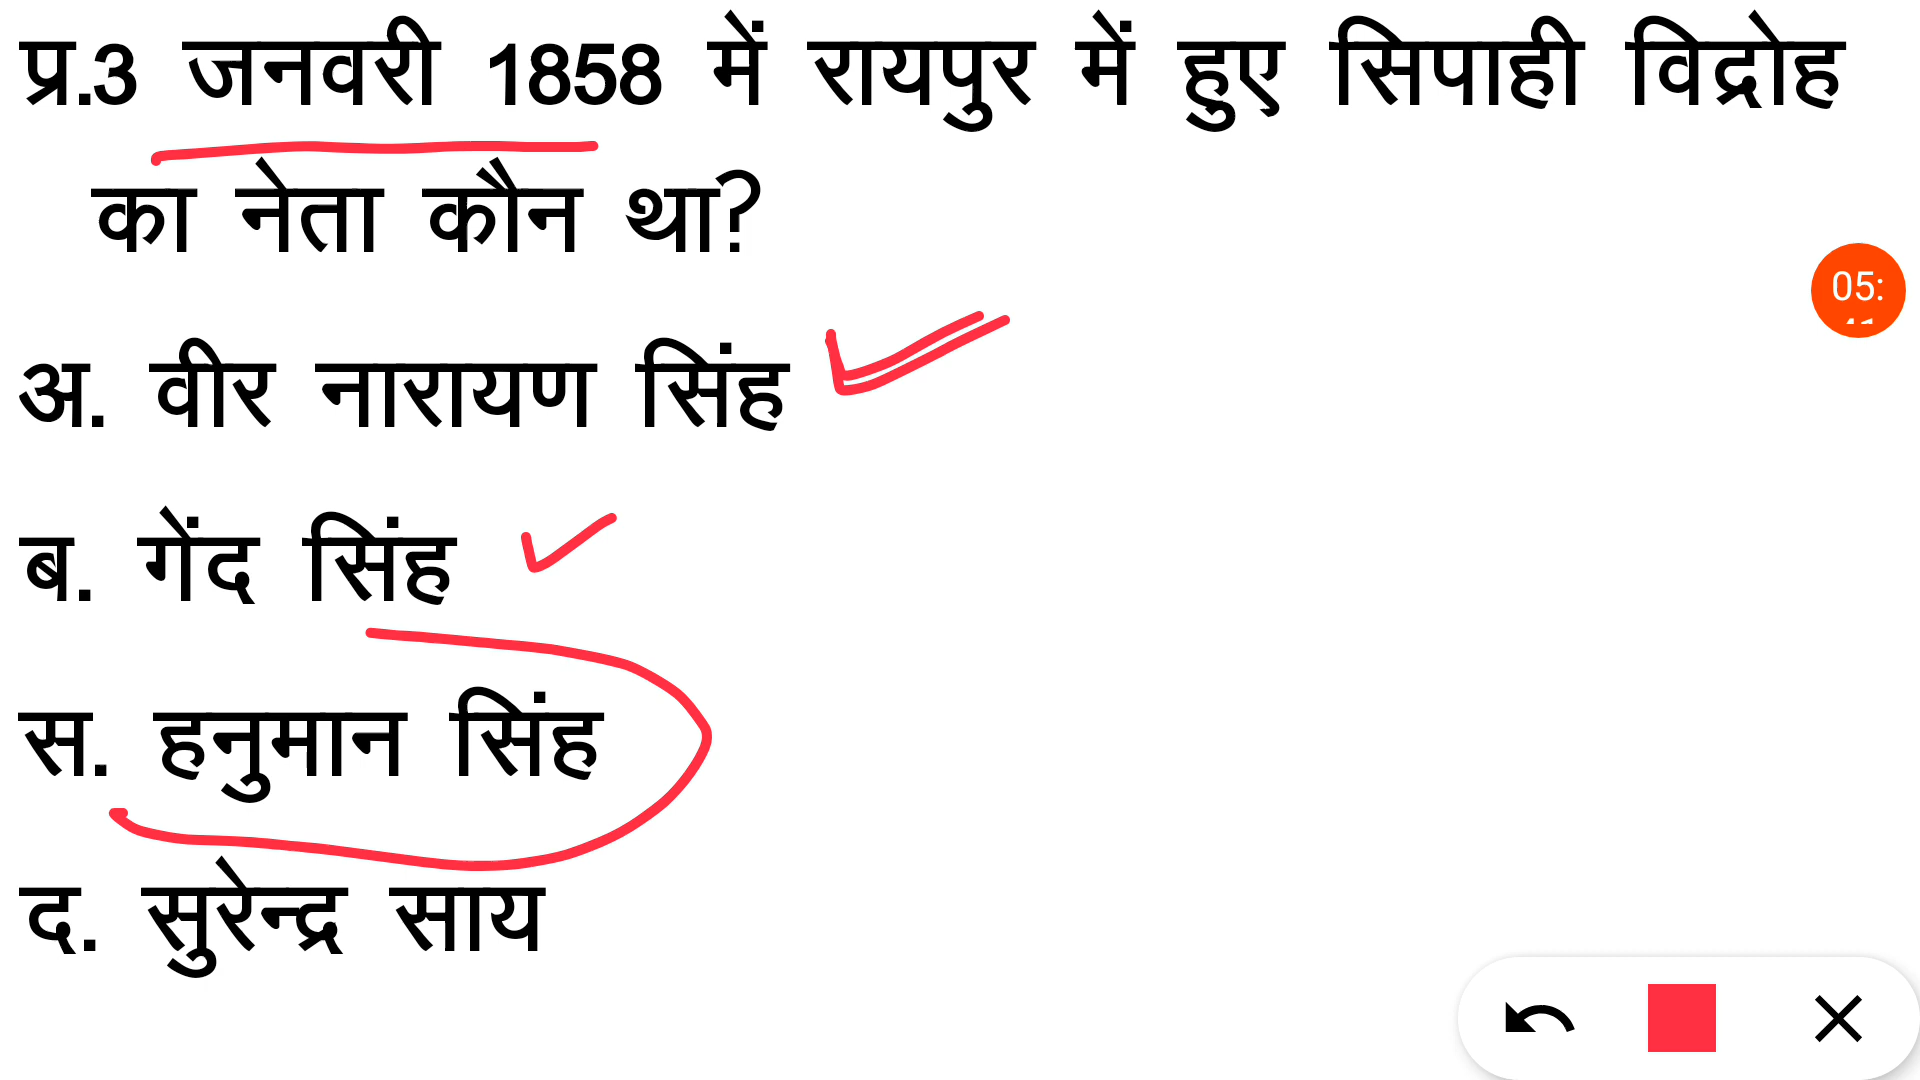 प्र.3 जनवरी 1858 में रायपुर में हुए सिपाही विद्रोह
का नेता कौन था?
05:
अ. वीर नारायण सिंह
ब. गेंद सिंह
स. हनुमान सिंह
द. सुरेन्द्र साय